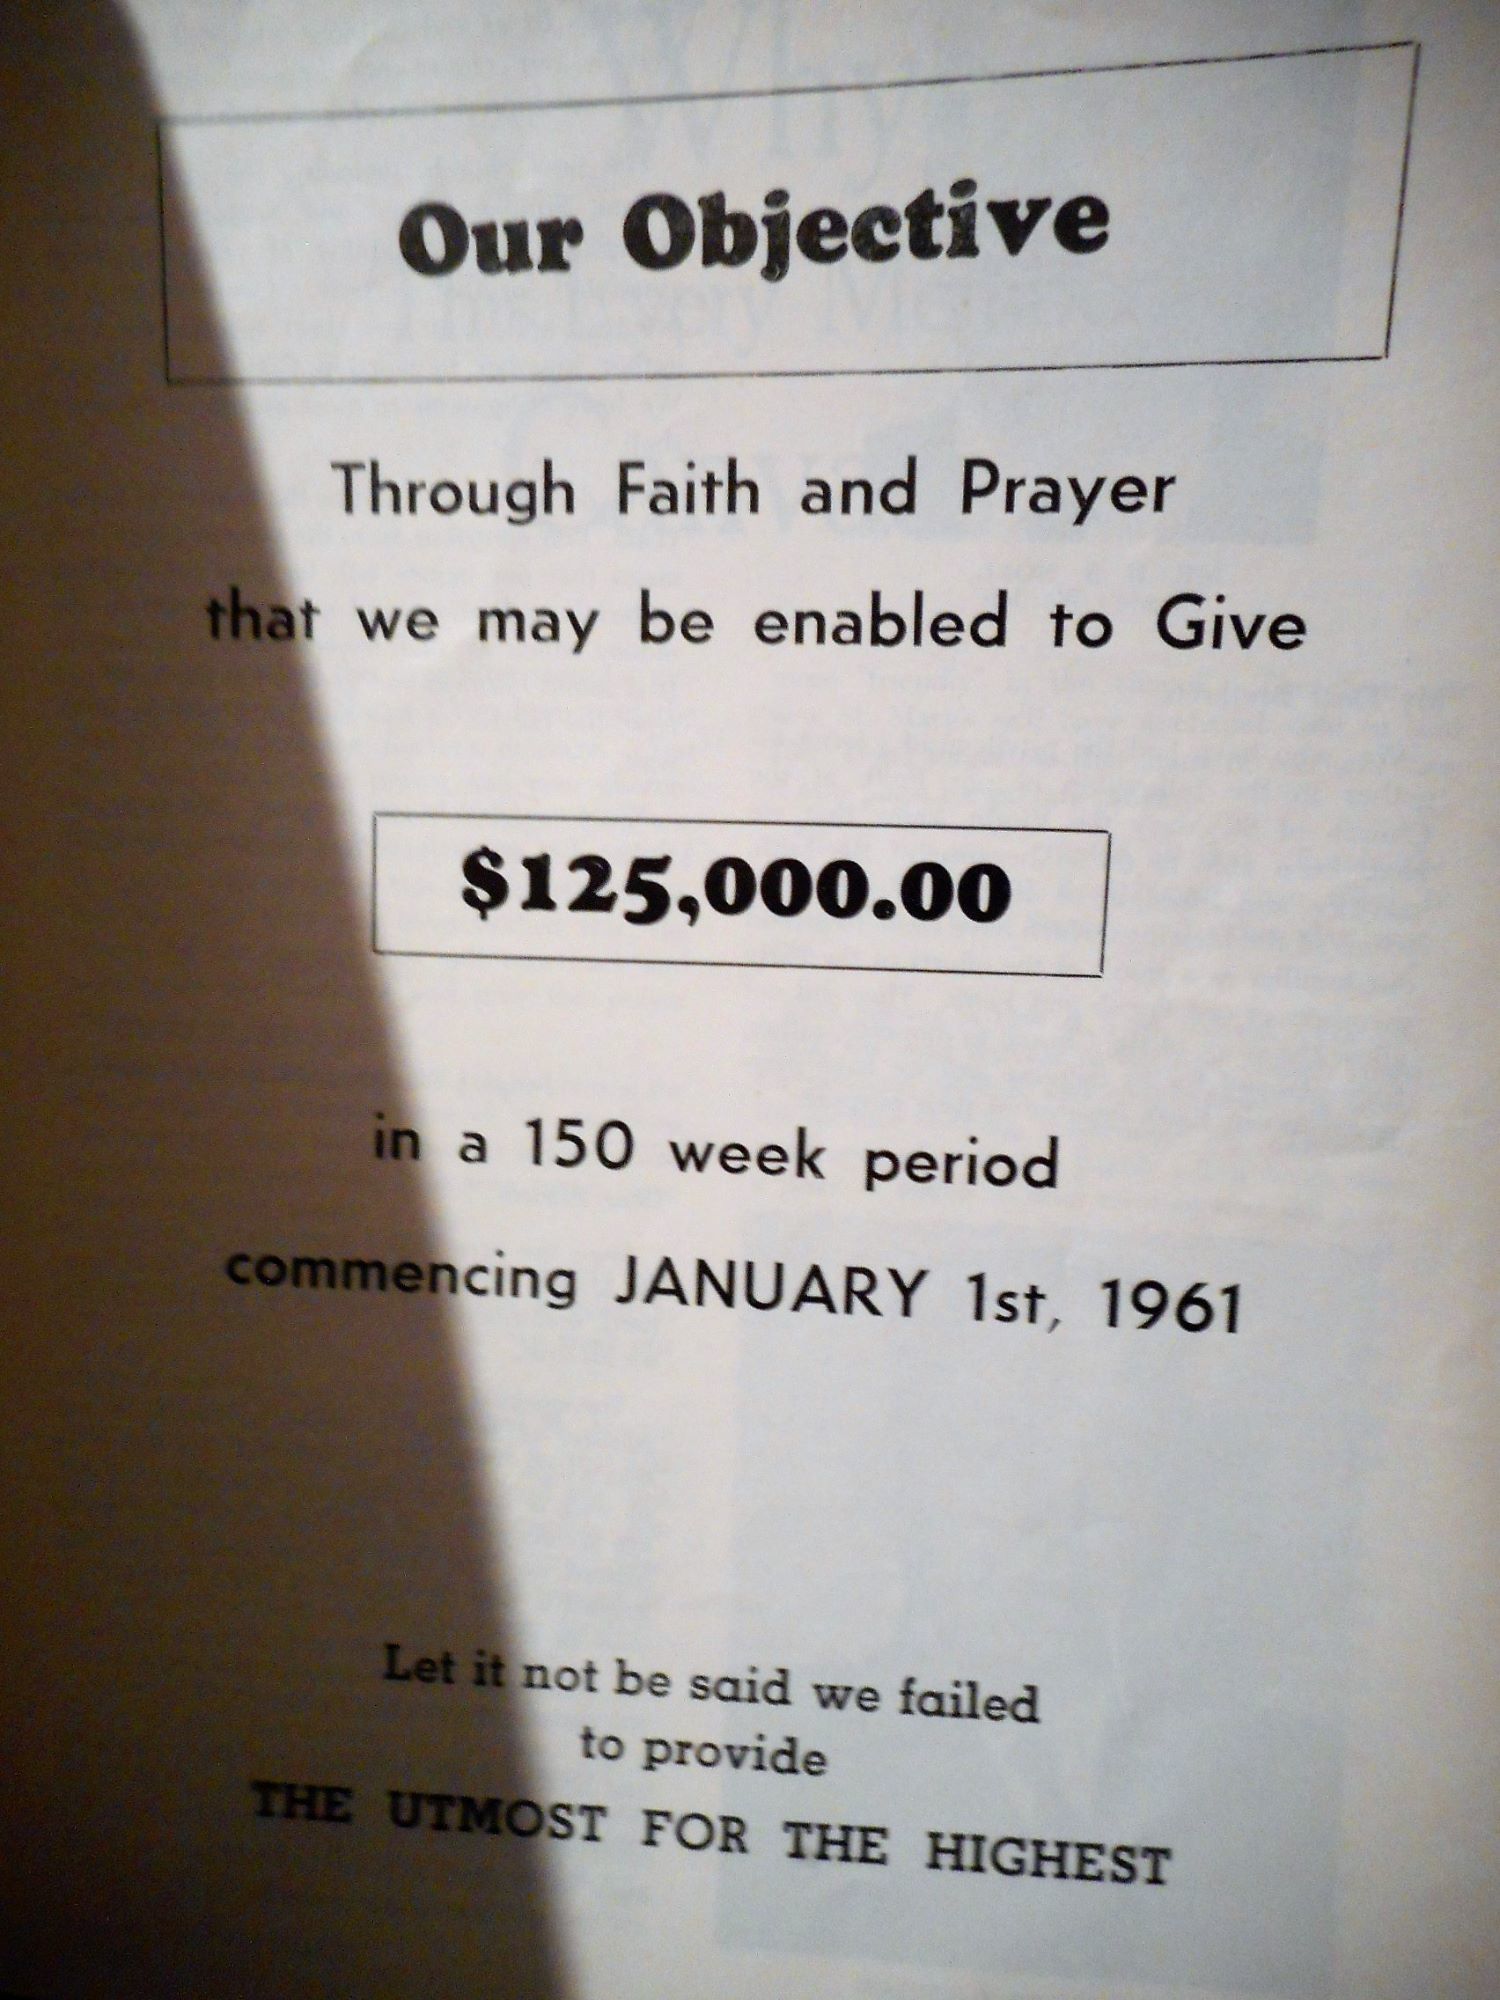 Our Objective
Through Faith and Prayer
that we may be enabled to Give
$125,000.00
in a 150 week period
commencing JANUARY 1st, 1961
Let it not be said we failed
to provide
THE UTMOST FOR THE HIGHEST